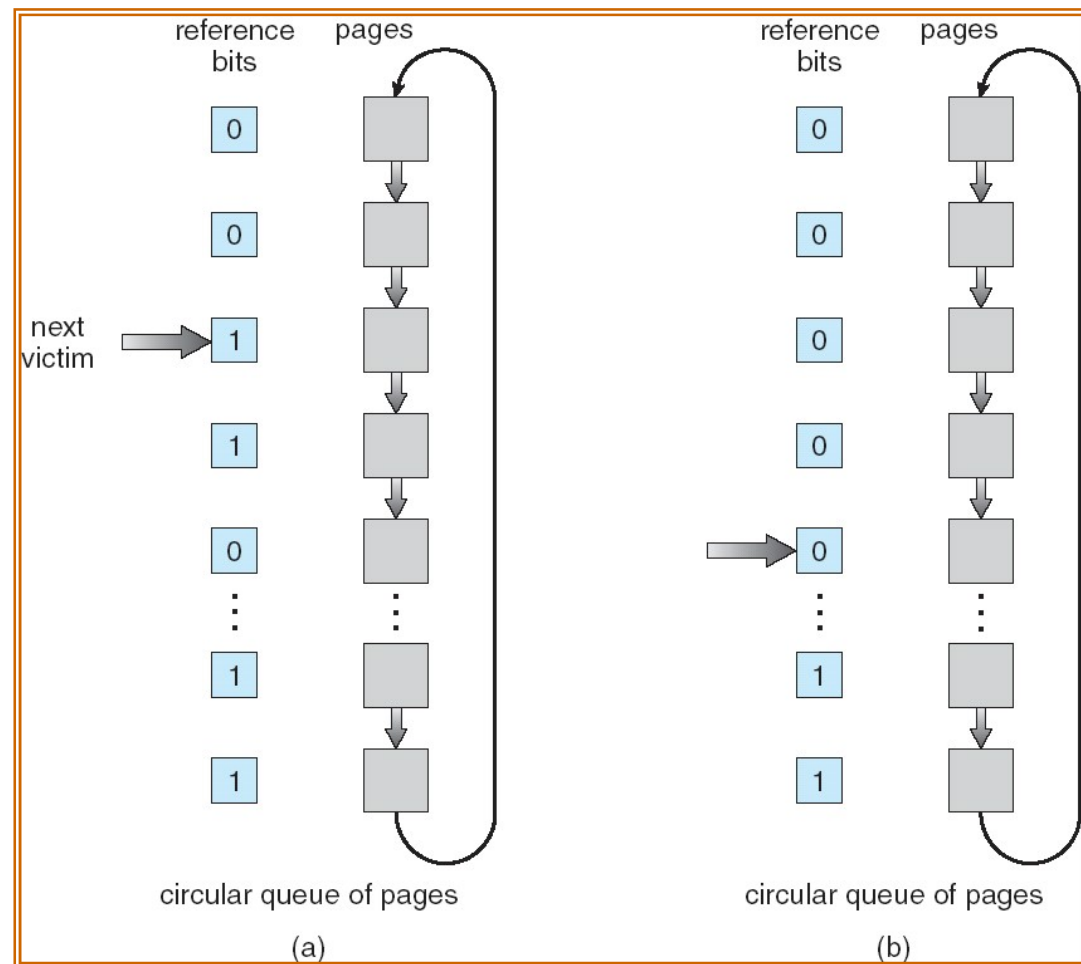 reference pages
bits
0
0
next
victim
1
1
0
1
1
circular queue of pages
(a)
reference pages
bits
0
0
0
0
0
1
1
circular queue of pages
(b)